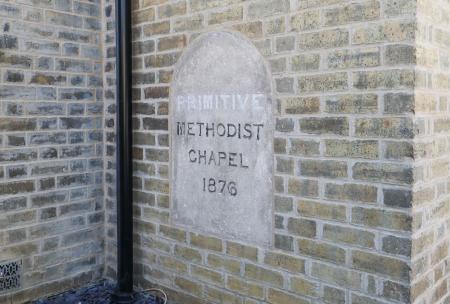 PRIMITIVE
METHODIST
CHAPEL
1876